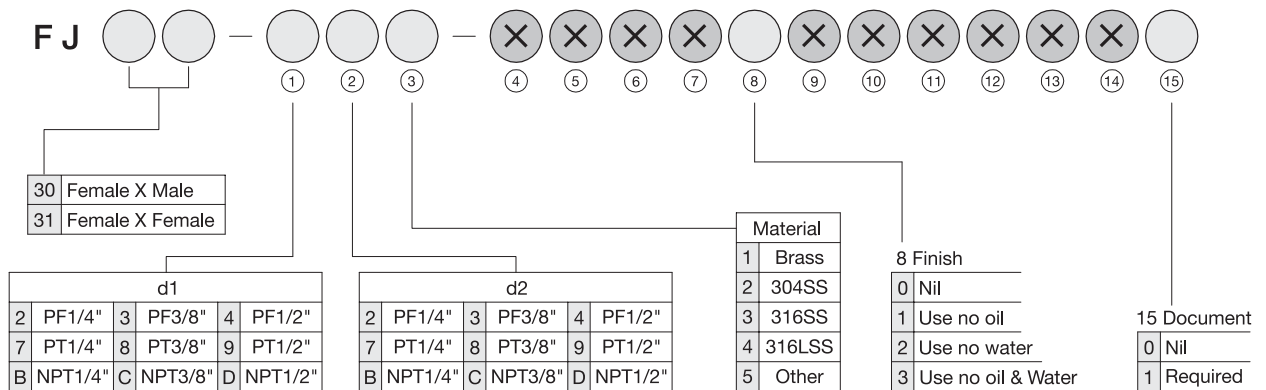 F J — —
① ② ③ ④ ⑤ ⑥ ⑦ ⑧ ⑨ ⑩ ⑪ ⑫ ⑬ ⑭ ⑮
30 Female X Male
31 Female X Female
d1
2 PF1/4" 3 PF3/8" 4 PF1/2"
7 PT1/4" 8 PT3/8" 9 PT1/2"
B NPT1/4" C NPT3/8" D NPT1/2"
d2
2 PF1/4" 3 PF3/8" 4 PF1/2"
7 PT1/4" 8 PT3/8" 9 PT1/2"
B NPT1/4" C NPT3/8" D NPT1/2"
Material
1 Brass
2 304SS
3 316SS
4 316LSS
5 Other
8 Finish
0 Nil
1 Use no oil
2 Use no water
3 Use no oil & Water
15 Document
0 Nil
1 Required